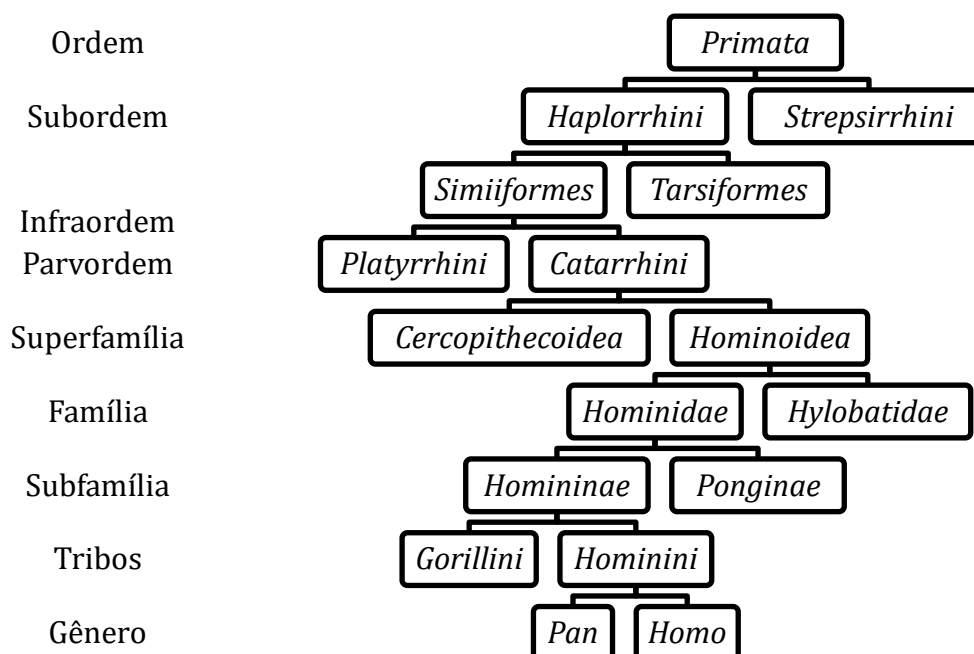 Ordem Primata
Subordem Haplorrhini Strepsirrhini
Simiiformes Tarsiformes
Infraordem
Parvordem Platyrrhini Catarrhini
Superfamília Cercopithecoidea Hominoidea
Família Hominidae Hylobatidae
Subfamília Homininae Ponginae
Tribos Gorillini Hominini
Gênero Pan Homo